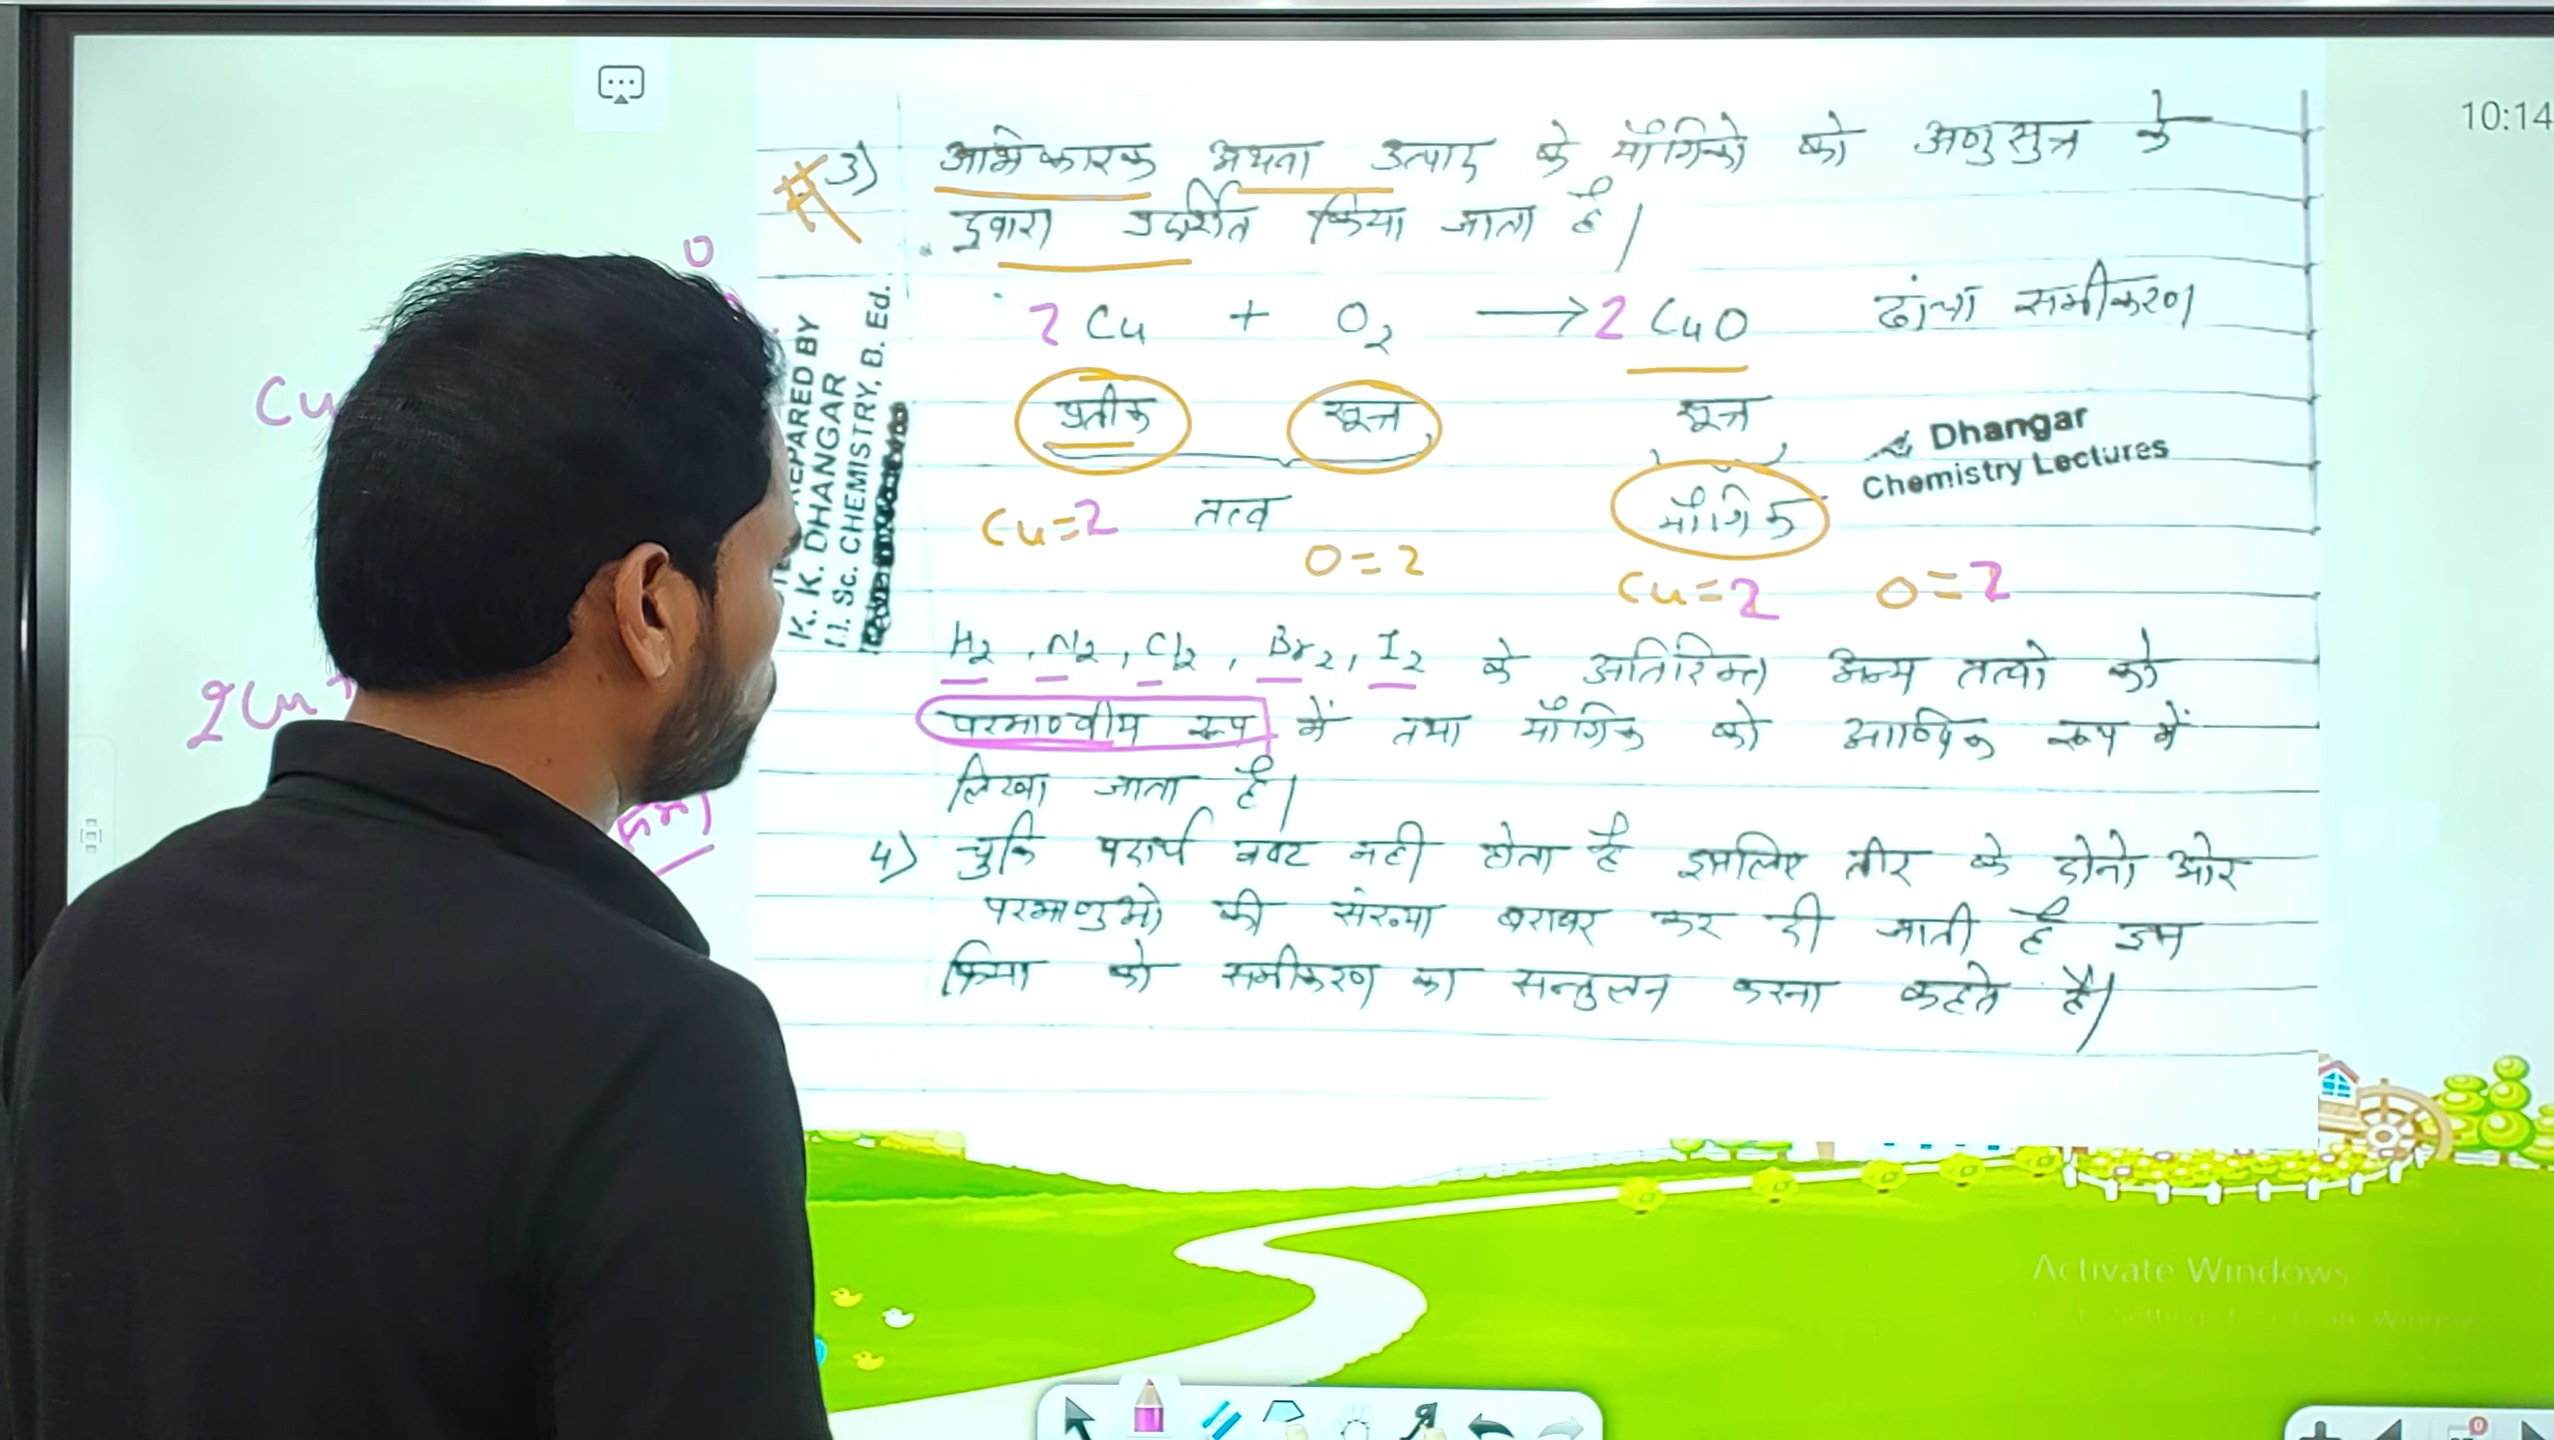 10:14
3) अभिकारक अथवा उत्पाद के यौगिको को अणुसुत्र के
द्वारा प्रदर्शित किया जाता है।
2 Cu + O2 → 2 CuO ढांचा समीकरण
प्रतीक सूत्र सूत्र
तत्व यौगिक
Cu=2 O=2 Cu=2 O=2
Dhangar
Chemistry Lectures
PREPARED BY
K. K. DHANGAR
Sc. CHEMISTRY, B. Ed.
H2, N2, Cl2, Br2, I2 के अतिरिक्त अन्य तत्वो को
परमाण्वीय रूप में तथा यौगिक को आण्विक रूप में
लिखा जाता है।
4) चुकि पदार्थ नष्ट नही होता है इसलिए तीर के दोनो ओर
परमाणुओ की संख्या बराबर कर दी जाती है इस
क्रिया को समीकरण का सन्तुलन करना कहते है।
O
Cu
2Cu +
Activate Windows